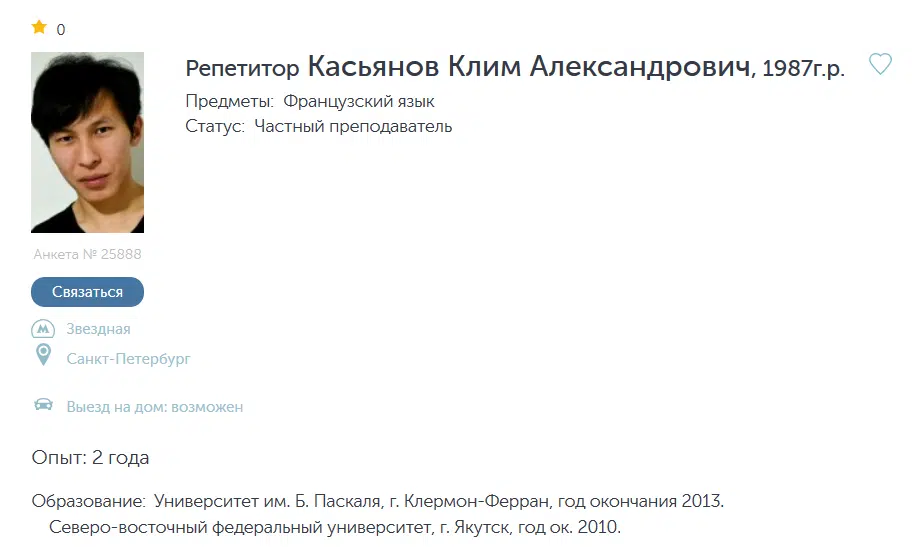 0
Репетитор Касьянов Клим Александрович, 1987г.р.
Предметы: Французский язык
Статус: Частный преподаватель
Анкета № 25888
Связаться
Звездная
Санкт-Петербург
Выезд на дом: возможен
Опыт: 2 года
Образование: Университет им. Б. Паскаля, г. Клермон-Ферран, год окончания 2013.
Северо-восточный федеральный университет, г. Якутск, год ок. 2010.